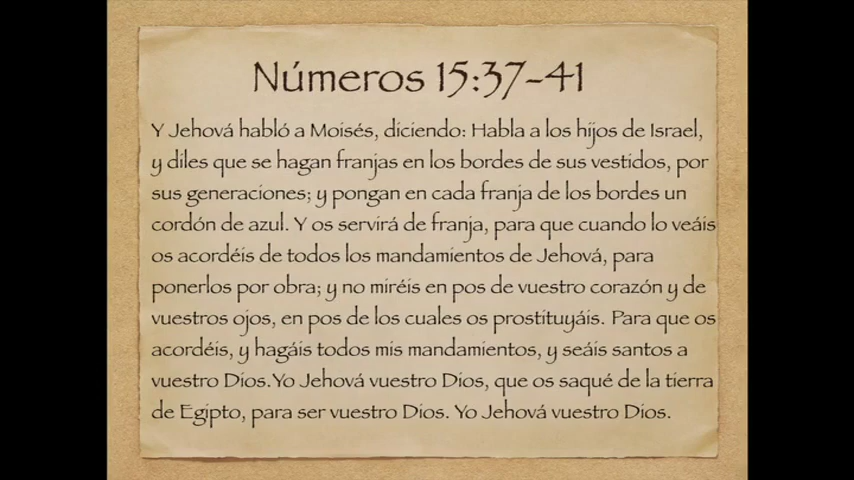 Números 15:37-41
Y Jehová habló a Moisés, diciendo: Habla a los hijos de Israel,
y diles que se hagan franjas en los bordes de sus vestidos, por
sus generaciones; y pongan en cada franja de los bordes un
cordón de azul. Y os servirá de franja, para que cuando lo veáis
os acordéis de todos los mandamientos de Jehová, para
ponerlos por obra; y no miréis en pos de vuestro corazón y de
vuestros ojos, en pos de los cuales os prostituyáis. Para que os
acordéis, y hagáis todos mis mandamientos, y seáis santos a
vuestro Dios.Yo Jehová vuestro Dios, que os saqué de la tierra
de Egipto, para ser vuestro Dios. Yo Jehová vuestro Dios.